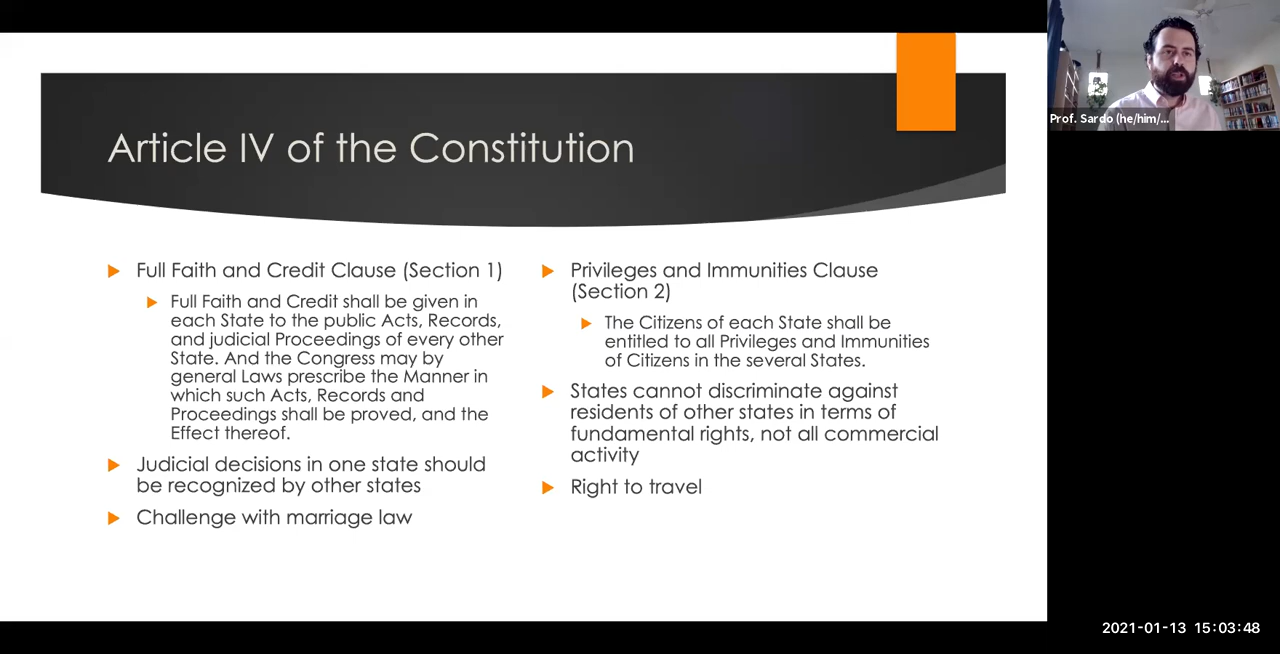 Article IV of the Constitution
Full Faith and Credit Clause (Section 1)
Full Faith and Credit shall be given in
each State to the public Acts, Records,
and judicial Proceedings of every other
State. And the Congress may by
general Laws prescribe the Manner in
which such Acts, Records and
Proceedings shall be proved, and the
Effect thereof.
Judicial decisions in one state should
be recognized by other states
Challenge with marriage law
Privileges and Immunities Clause
(Section 2)
The Citizens of each State shall be
entitled to all Privileges and Immunities
of Citizens in the several States.
States cannot discriminate against
residents of other states in terms of
fundamental rights, not all commercial
activity
Right to travel
Prof. Sardo (he/him/...
2021-01-13 15:03:48